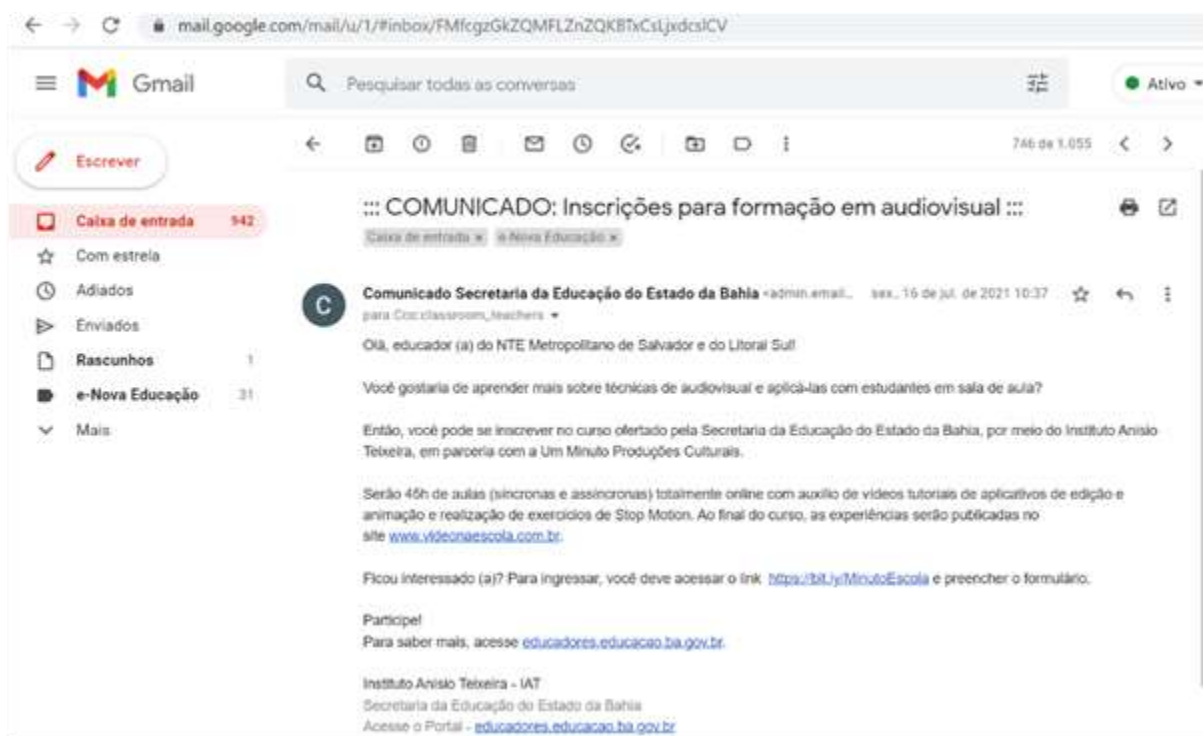 mail.google.com/mail/u/1/#inbox/FMfcgzGkZQMFLZnZQKBTxCsLjxdcslCV
Gmail
Pesquisar todas as conversas
Ativo
Escrever
746 de 1.055
Caixa de entrada 942
Com estrela
Adiados
Enviados
Rascunhos 1
e-Nova Educação 31
Mais
::: COMUNICADO: Inscrições para formação em audiovisual :::
Caixa de entrada x e-Nova Educação x
C
Comunicado Secretaria da Educação do Estado da Bahia <admin.email... sex., 16 de jul. de 2021 10:37
para classroom_teachers
Olá, educador (a) do NTE Metropolitano de Salvador e do Litoral Sul!
Você gostaria de aprender mais sobre técnicas de audiovisual e aplicá-las com estudantes em sala de aula?
Então, você pode se inscrever no curso ofertado pela Secretaria da Educação do Estado da Bahia, por meio do Instituto Anísio
Teixeira, em parceria com a Um Minuto Produções Culturais.
Serão 45h de aulas (síncronas e assíncronas) totalmente online com auxílio de vídeos tutoriais de aplicativos de edição e
animação e realização de exercícios de Stop Motion. Ao final do curso, as experiências serão publicadas no
site www.videonaescola.com.br.
Ficou interessado (a)? Para ingressar, você deve acessar o link https://bit.ly/MinutoEscola e preencher o formulário.
Participe!
Para saber mais, acesse educadores.educacao.ba.gov.br.
Instituto Anísio Teixeira - IAT
Secretaria da Educação do Estado da Bahia
Acesse o Portal - educadores.educacao.ba.gov.br